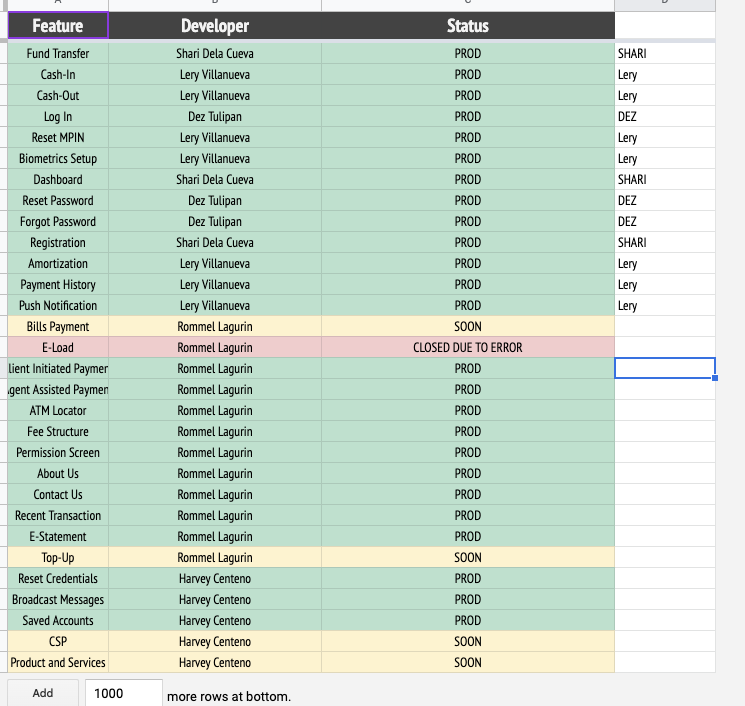 Feature Developer Status
Fund Transfer Shari Dela Cueva PROD SHARI
Cash-In Lery Villanueva PROD Lery
Cash-Out Lery Villanueva PROD Lery
Log In Dez Tulipan PROD DEZ
Reset MPIN Lery Villanueva PROD Lery
Biometrics Setup Lery Villanueva PROD Lery
Dashboard Shari Dela Cueva PROD SHARI
Reset Password Dez Tulipan PROD DEZ
Forgot Password Dez Tulipan PROD DEZ
Registration Shari Dela Cueva PROD SHARI
Amortization Lery Villanueva PROD Lery
Payment History Lery Villanueva PROD Lery
Push Notification Lery Villanueva PROD Lery
Bills Payment Rommel Lagurin SOON
E-Load Rommel Lagurin CLOSED DUE TO ERROR
lient Initiated Paymen Rommel Lagurin PROD
gent Assisted Paymen Rommel Lagurin PROD
ATM Locator Rommel Lagurin PROD
Fee Structure Rommel Lagurin PROD
Permission Screen Rommel Lagurin PROD
About Us Rommel Lagurin PROD
Contact Us Rommel Lagurin PROD
Recent Transaction Rommel Lagurin PROD
E-Statement Rommel Lagurin PROD
Top-Up Rommel Lagurin SOON
Reset Credentials Harvey Centeno PROD
Broadcast Messages Harvey Centeno PROD
Saved Accounts Harvey Centeno PROD
CSP Harvey Centeno SOON
Product and Services Harvey Centeno SOON
Add 1000 more rows at bottom.